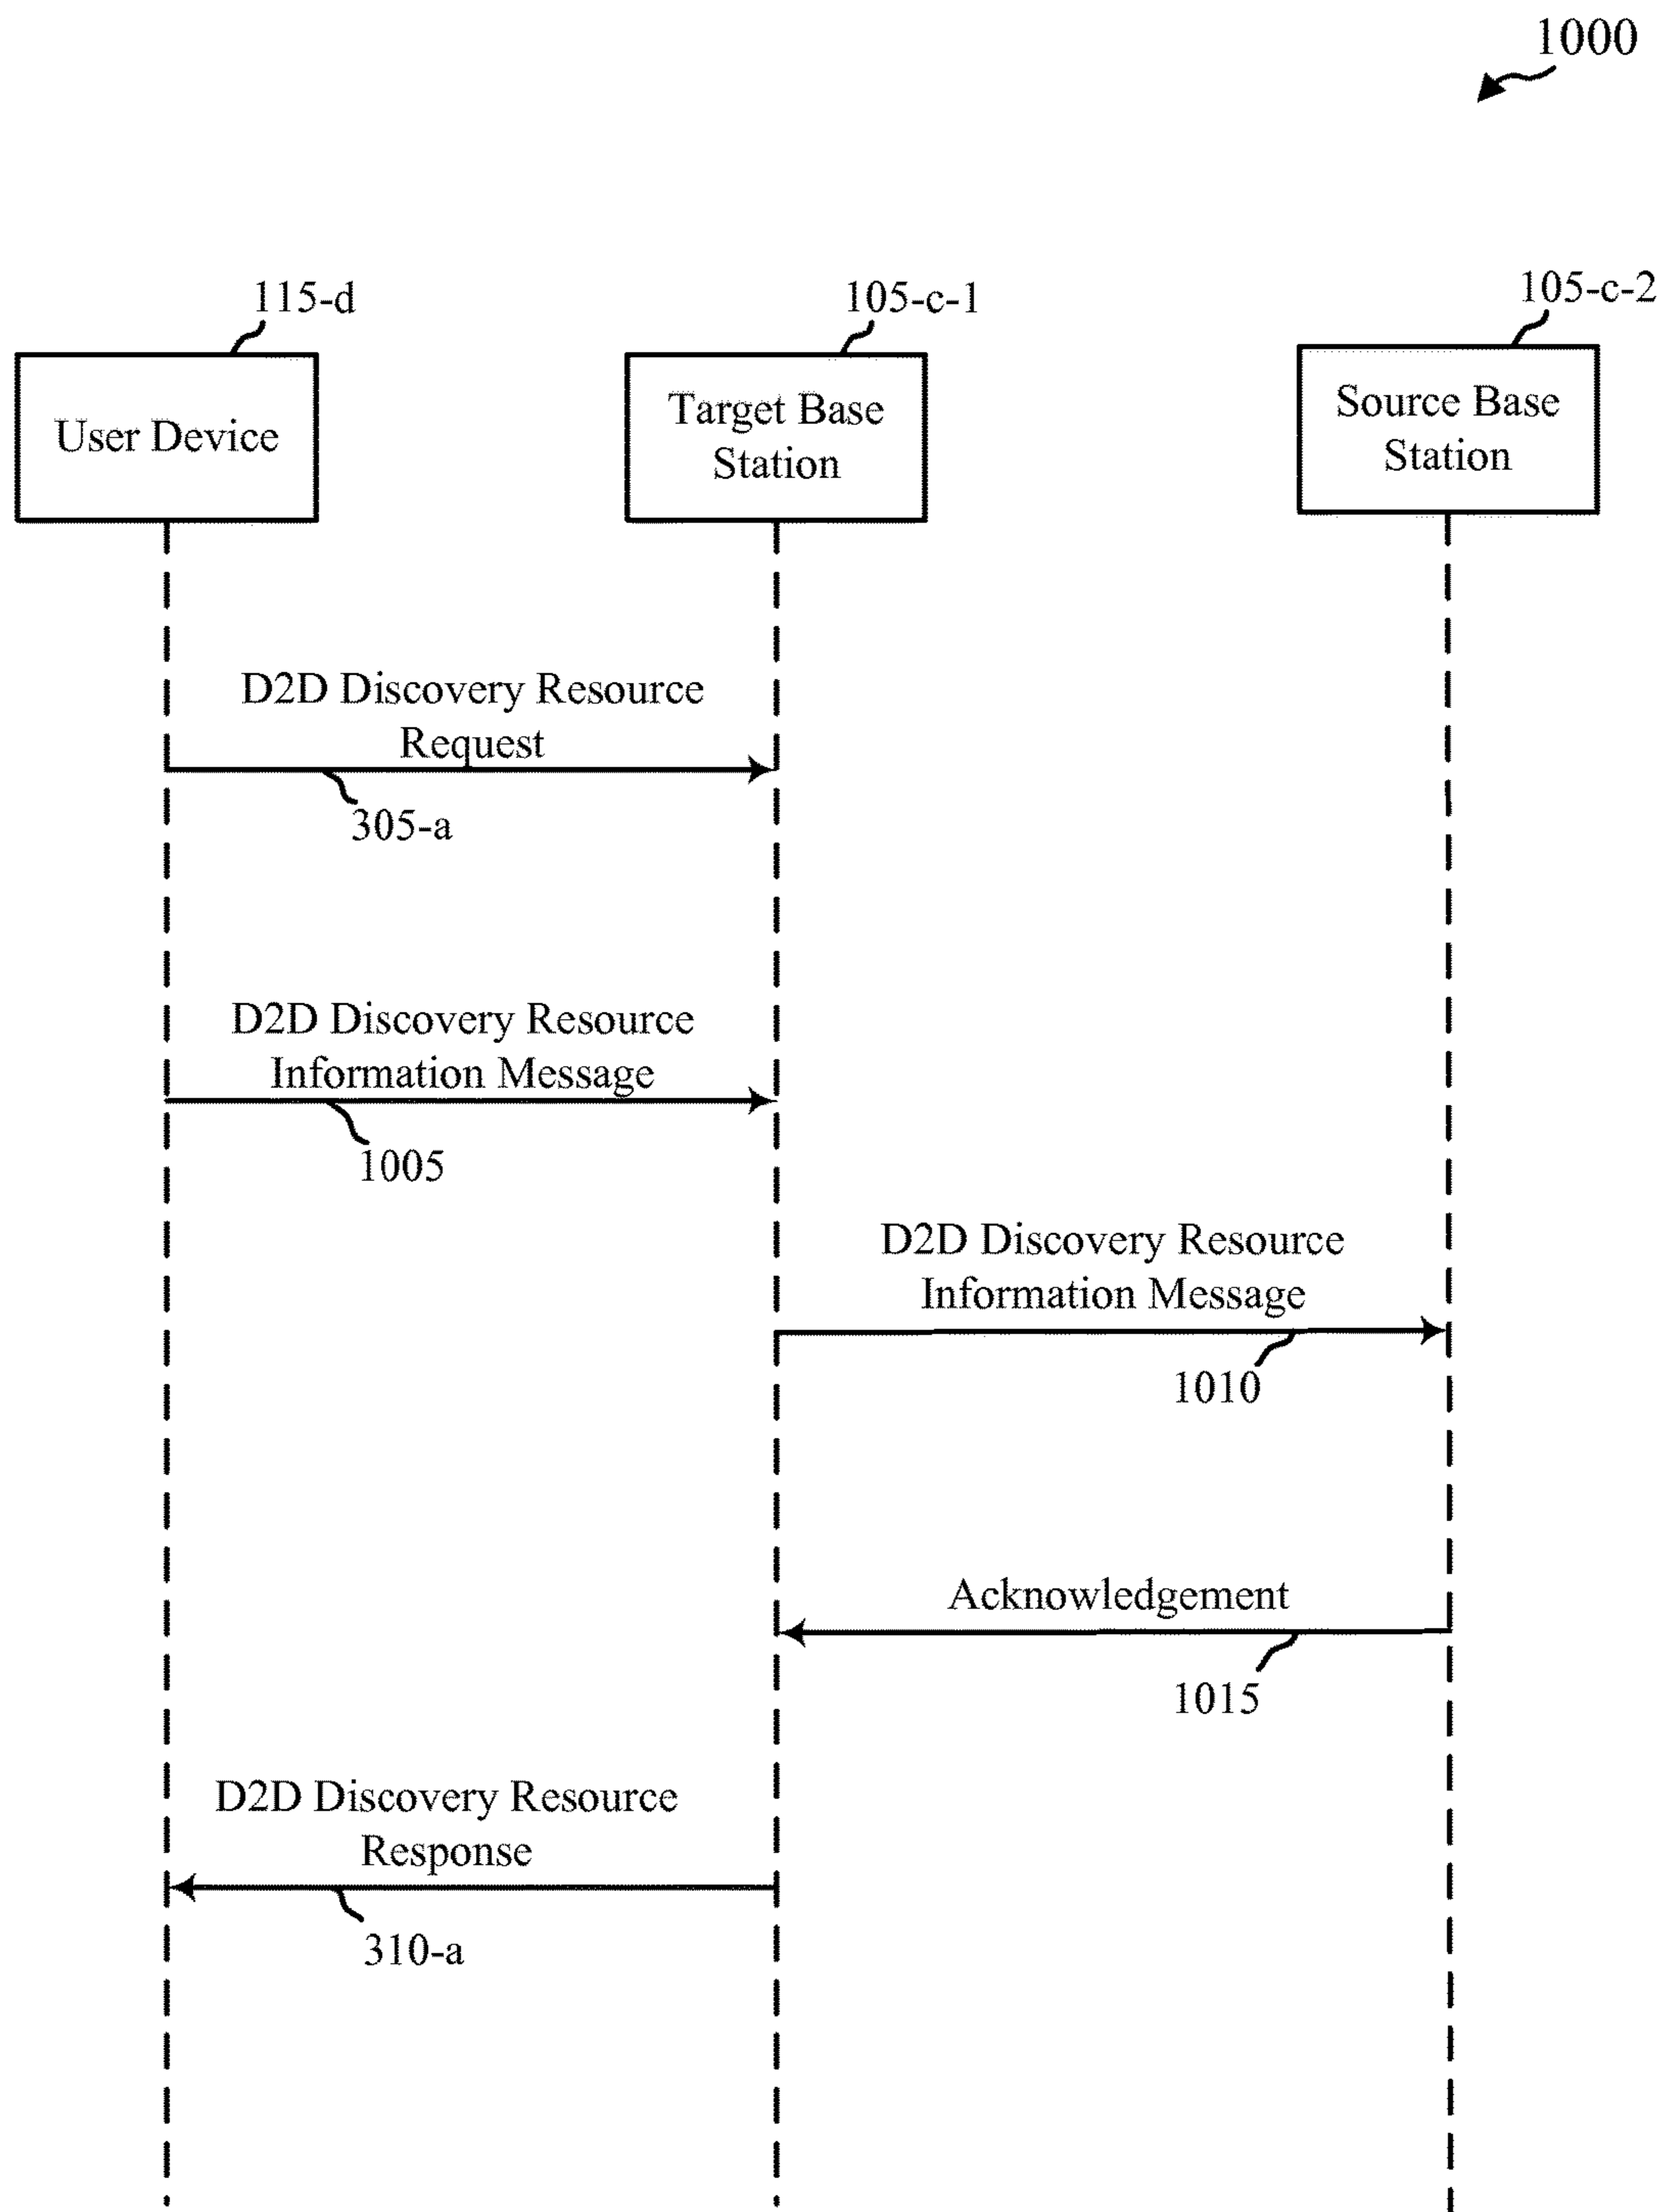 1000
115-d
105-c-1
105-c-2
User Device
Target Base
Station
Source Base
Station
D2D Discovery Resource
Request
305-a
D2D Discovery Resource
Information Message
1005
D2D Discovery Resource
Information Message
1010
Acknowledgement
1015
D2D Discovery Resource
Response
310-a